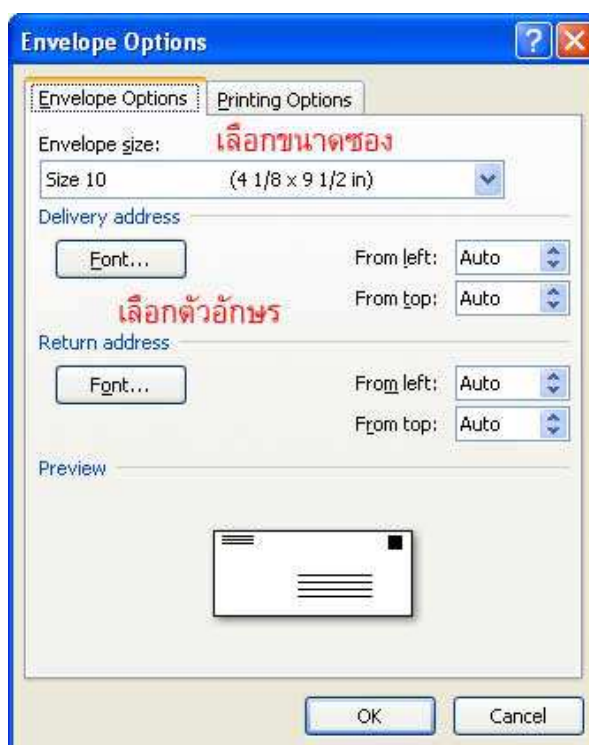 Envelope Options
Envelope Options Printing Options
Envelope size: เลือกขนาดซอง
Size 10 (4 1/8 x 9 1/2 in)
Delivery address
Font... From left: Auto
From top: Auto
เลือกตัวอักษร
Return address
Font... From left: Auto
From top: Auto
Preview
OK Cancel